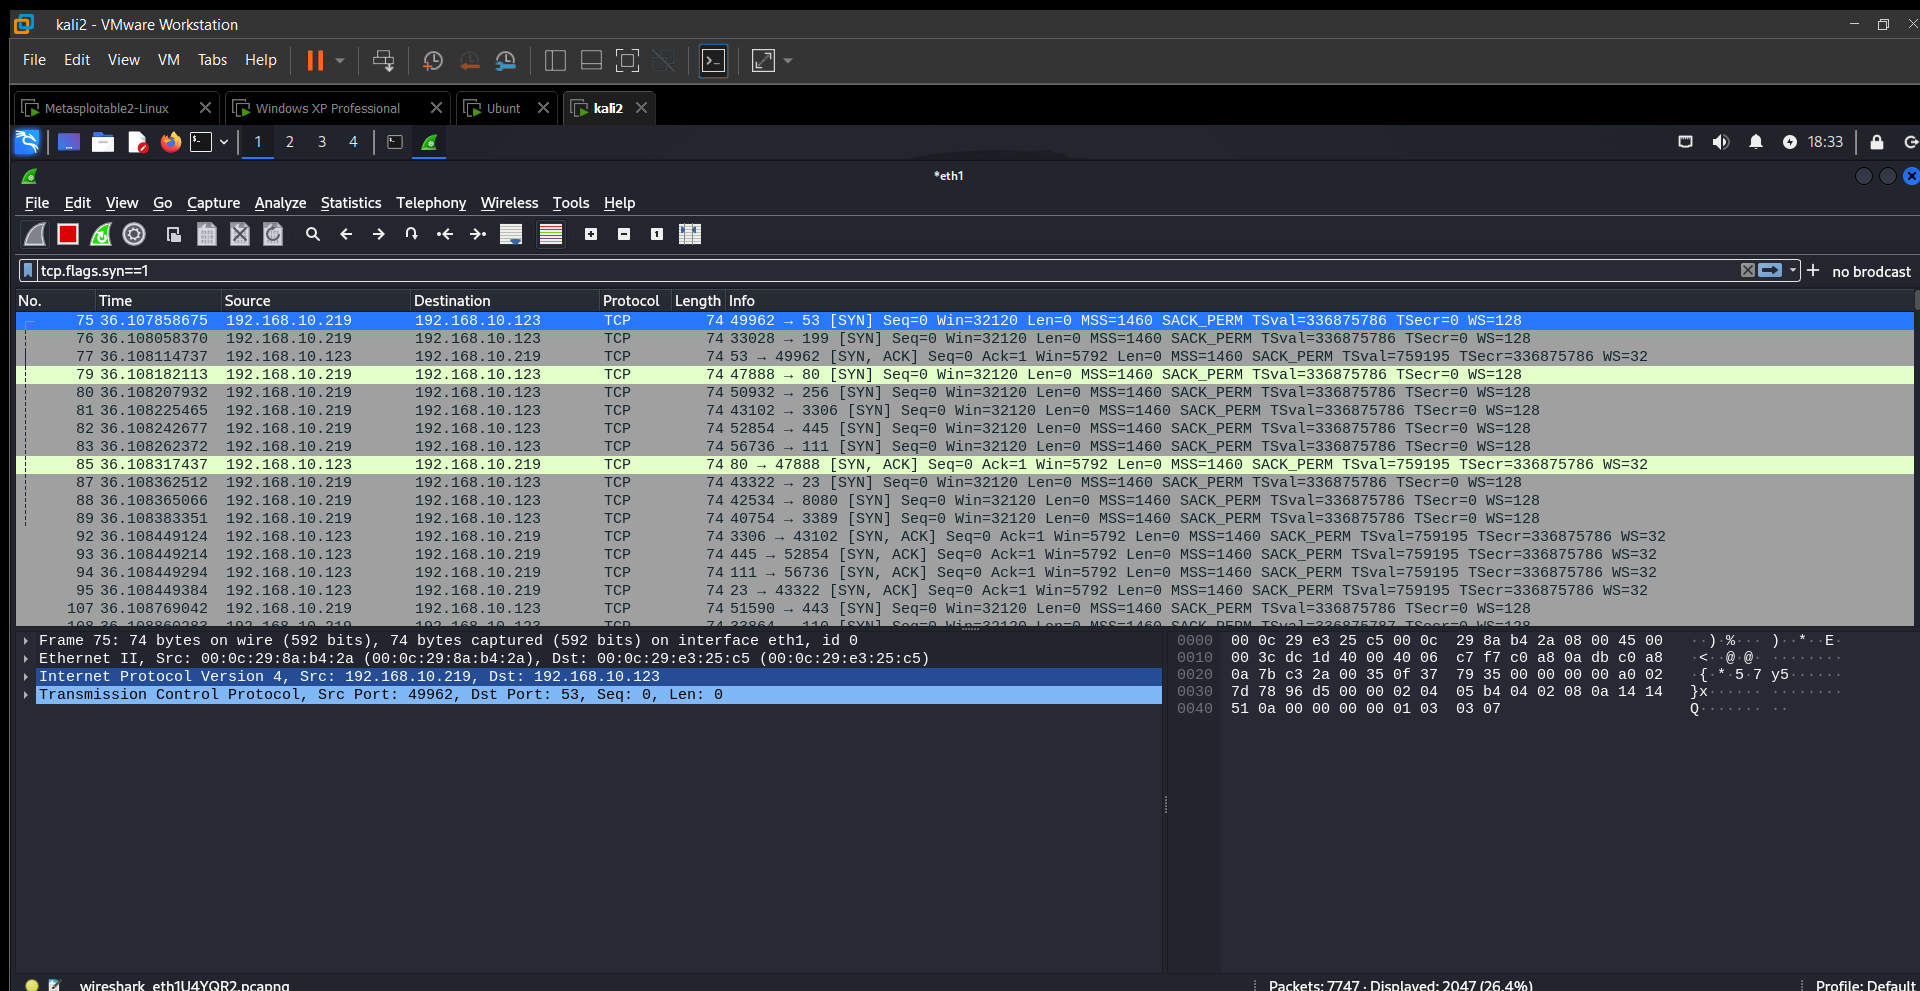 kali2 - VMware Workstation
File Edit View VM Tabs Help
Metasploitable2-Linux Windows XP Professional Ubunt kali2
1 2 3 4 18:33
*eth1
File Edit View Go Capture Analyze Statistics Telephony Wireless Tools Help
tcp.flags.syn==1 no brodcast
No. Time Source Destination Protocol Length Info
75 36.107858675 192.168.10.219 192.168.10.123 TCP 74 49962 → 53 [SYN] Seq=0 Win=32120 Len=0 MSS=1460 SACK_PERM TSval=336875786 TSecr=0 WS=128
76 36.108058370 192.168.10.219 192.168.10.123 TCP 74 33028 → 199 [SYN] Seq=0 Win=32120 Len=0 MSS=1460 SACK_PERM TSval=336875786 TSecr=0 WS=128
77 36.108114737 192.168.10.123 192.168.10.219 TCP 74 53 → 49962 [SYN, ACK] Seq=0 Ack=1 Win=5792 Len=0 MSS=1460 SACK_PERM TSval=759195 TSecr=336875786 WS=32
79 36.108182113 192.168.10.219 192.168.10.123 TCP 74 47888 → 80 [SYN] Seq=0 Win=32120 Len=0 MSS=1460 SACK_PERM TSval=336875786 TSecr=0 WS=128
80 36.108207932 192.168.10.219 192.168.10.123 TCP 74 50932 → 256 [SYN] Seq=0 Win=32120 Len=0 MSS=1460 SACK_PERM TSval=336875786 TSecr=0 WS=128
81 36.108225465 192.168.10.219 192.168.10.123 TCP 74 43102 → 3306 [SYN] Seq=0 Win=32120 Len=0 MSS=1460 SACK_PERM TSval=336875786 TSecr=0 WS=128
82 36.108242677 192.168.10.219 192.168.10.123 TCP 74 52854 → 445 [SYN] Seq=0 Win=32120 Len=0 MSS=1460 SACK_PERM TSval=336875786 TSecr=0 WS=128
83 36.108262372 192.168.10.219 192.168.10.123 TCP 74 56736 → 111 [SYN] Seq=0 Win=32120 Len=0 MSS=1460 SACK_PERM TSval=336875786 TSecr=0 WS=128
85 36.108317437 192.168.10.123 192.168.10.219 TCP 74 80 → 47888 [SYN, ACK] Seq=0 Ack=1 Win=5792 Len=0 MSS=1460 SACK_PERM TSval=759195 TSecr=336875786 WS=32
87 36.108362512 192.168.10.219 192.168.10.123 TCP 74 43322 → 23 [SYN] Seq=0 Win=32120 Len=0 MSS=1460 SACK_PERM TSval=336875786 TSecr=0 WS=128
88 36.108365066 192.168.10.219 192.168.10.123 TCP 74 42534 → 8080 [SYN] Seq=0 Win=32120 Len=0 MSS=1460 SACK_PERM TSval=336875786 TSecr=0 WS=128
89 36.108383351 192.168.10.219 192.168.10.123 TCP 74 40754 → 3389 [SYN] Seq=0 Win=32120 Len=0 MSS=1460 SACK_PERM TSval=336875786 TSecr=0 WS=128
92 36.108449124 192.168.10.123 192.168.10.219 TCP 74 3306 → 43102 [SYN, ACK] Seq=0 Ack=1 Win=5792 Len=0 MSS=1460 SACK_PERM TSval=759195 TSecr=336875786 WS=32
93 36.108449214 192.168.10.123 192.168.10.219 TCP 74 445 → 52854 [SYN, ACK] Seq=0 Ack=1 Win=5792 Len=0 MSS=1460 SACK_PERM TSval=759195 TSecr=336875786 WS=32
94 36.108449294 192.168.10.123 192.168.10.219 TCP 74 111 → 56736 [SYN, ACK] Seq=0 Ack=1 Win=5792 Len=0 MSS=1460 SACK_PERM TSval=759195 TSecr=336875786 WS=32
95 36.108449384 192.168.10.123 192.168.10.219 TCP 74 23 → 43322 [SYN, ACK] Seq=0 Ack=1 Win=5792 Len=0 MSS=1460 SACK_PERM TSval=759195 TSecr=336875786 WS=32
107 36.108769042 192.168.10.219 192.168.10.123 TCP 74 51590 → 443 [SYN] Seq=0 Win=32120 Len=0 MSS=1460 SACK_PERM TSval=336875786 TSecr=0 WS=128
Frame 75: 74 bytes on wire (592 bits), 74 bytes captured (592 bits) on interface eth1, id 0
Ethernet II, Src: 00:0c:29:8a:b4:2a (00:0c:29:8a:b4:2a), Dst: 00:0c:29:e3:25:c5 (00:0c:29:e3:25:c5)
Internet Protocol Version 4, Src: 192.168.10.219, Dst: 192.168.10.123
Transmission Control Protocol, Src Port: 49962, Dst Port: 53, Seq: 0, Len: 0
0000 00 0c 29 e3 25 c5 00 0c 29 8a b4 2a 08 00 45 00 ··)·%··· )··*··E·
0010 00 3c dc 1d 40 00 40 06 c7 f7 c0 a8 0a db c0 a8 ·<··@·@· ········
0020 0a 7b c3 2a 00 35 0f 37 79 35 00 00 00 00 a0 02 ·{·*·5·7 y5······
0030 7d 78 96 d5 00 00 02 04 05 b4 04 02 08 0a 14 14 }x······ ········
0040 51 0a 00 00 00 00 01 03 03 07 Q······· ··
wireshark_eth1U4YQR2.pcapng Packets: 7747 · Displayed: 2047 (26.4%) Profile: Default